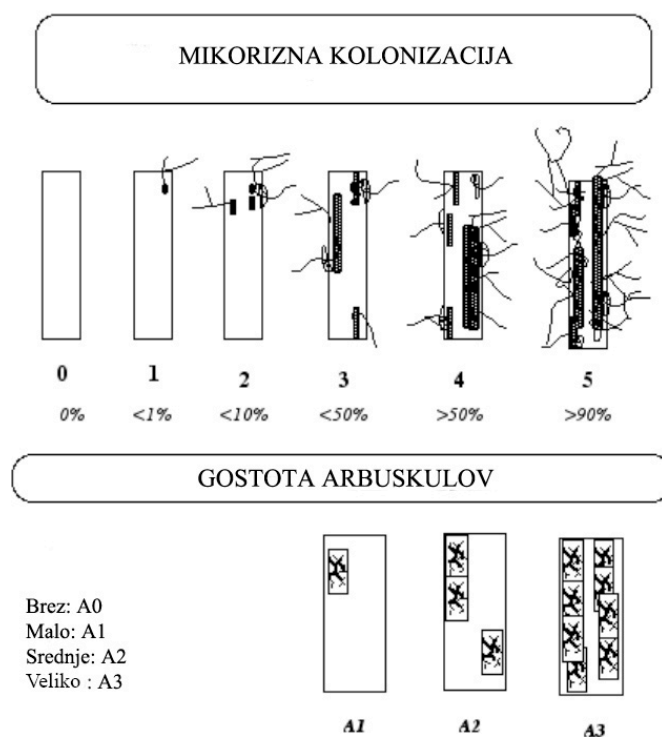 MIKORIZNA KOLONIZACIJA
0 1 2 3 4 5
0% <1% <10% <50% >50% >90%
GOSTOTA ARBUSKULOV
Brez: A0
Malo: A1
Srednje: A2
Veliko : A3
A1 A2 A3